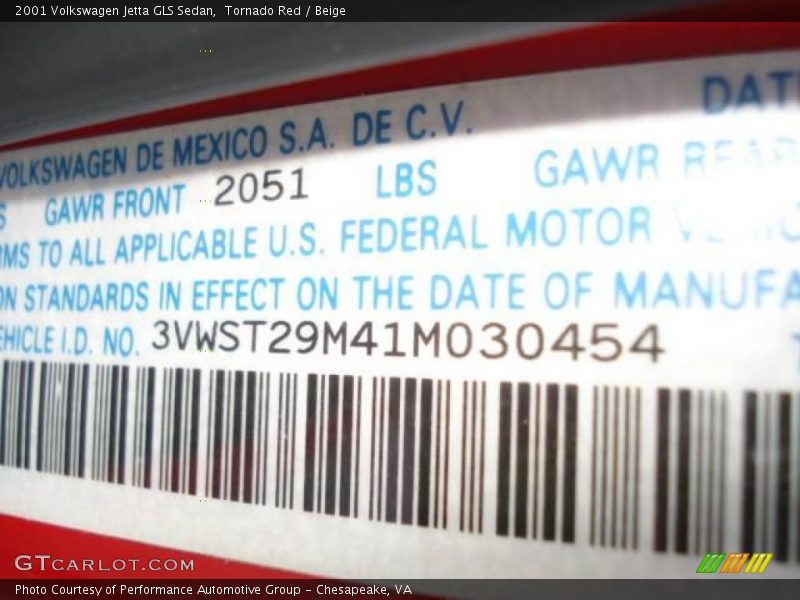 2001 Volkswagen Jetta GLS Sedan, Tornado Red / Beige
VOLKSWAGEN DE MEXICO S.A. DE C.V. DAT
S GAWR FRONT 2051 LBS GAWR REAR
RMS TO ALL APPLICABLE U.S. FEDERAL MOTOR
ON STANDARDS IN EFFECT ON THE DATE OF MANUFA
EHICLE I.D. NO. 3VWST29M41M030454
GTCARLOT.COM
Photo Courtesy of Performance Automotive Group - Chesapeake, VA